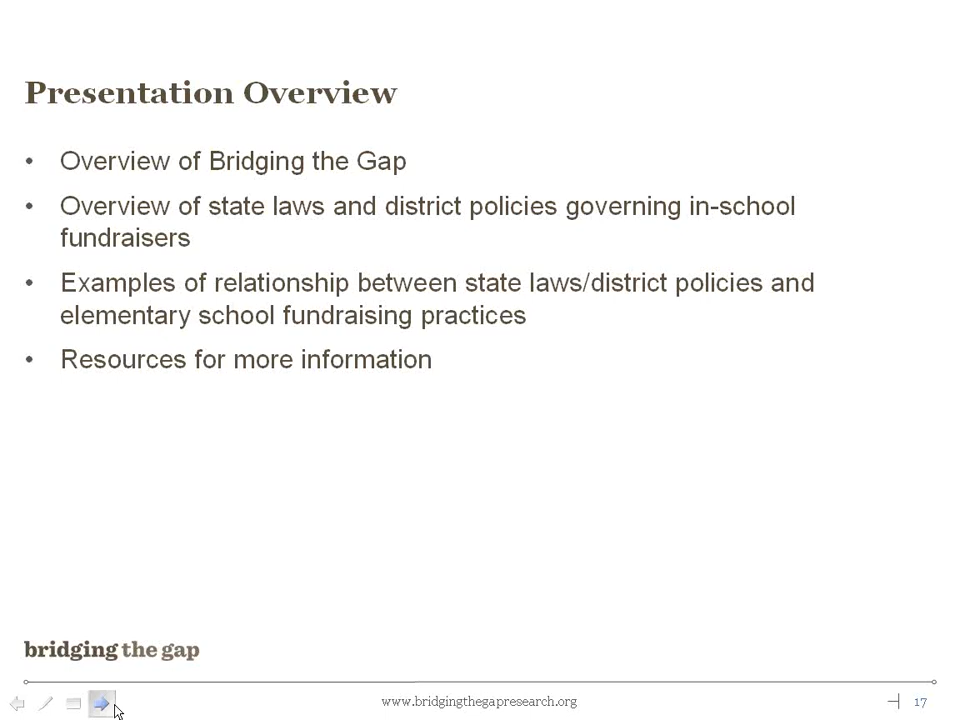 Presentation Overview
• Overview of Bridging the Gap
• Overview of state laws and district policies governing in-school
fundraisers
• Examples of relationship between state laws/district policies and
elementary school fundraising practices
• Resources for more information
bridging the gap
www.bridgingthegapresearch.org
17